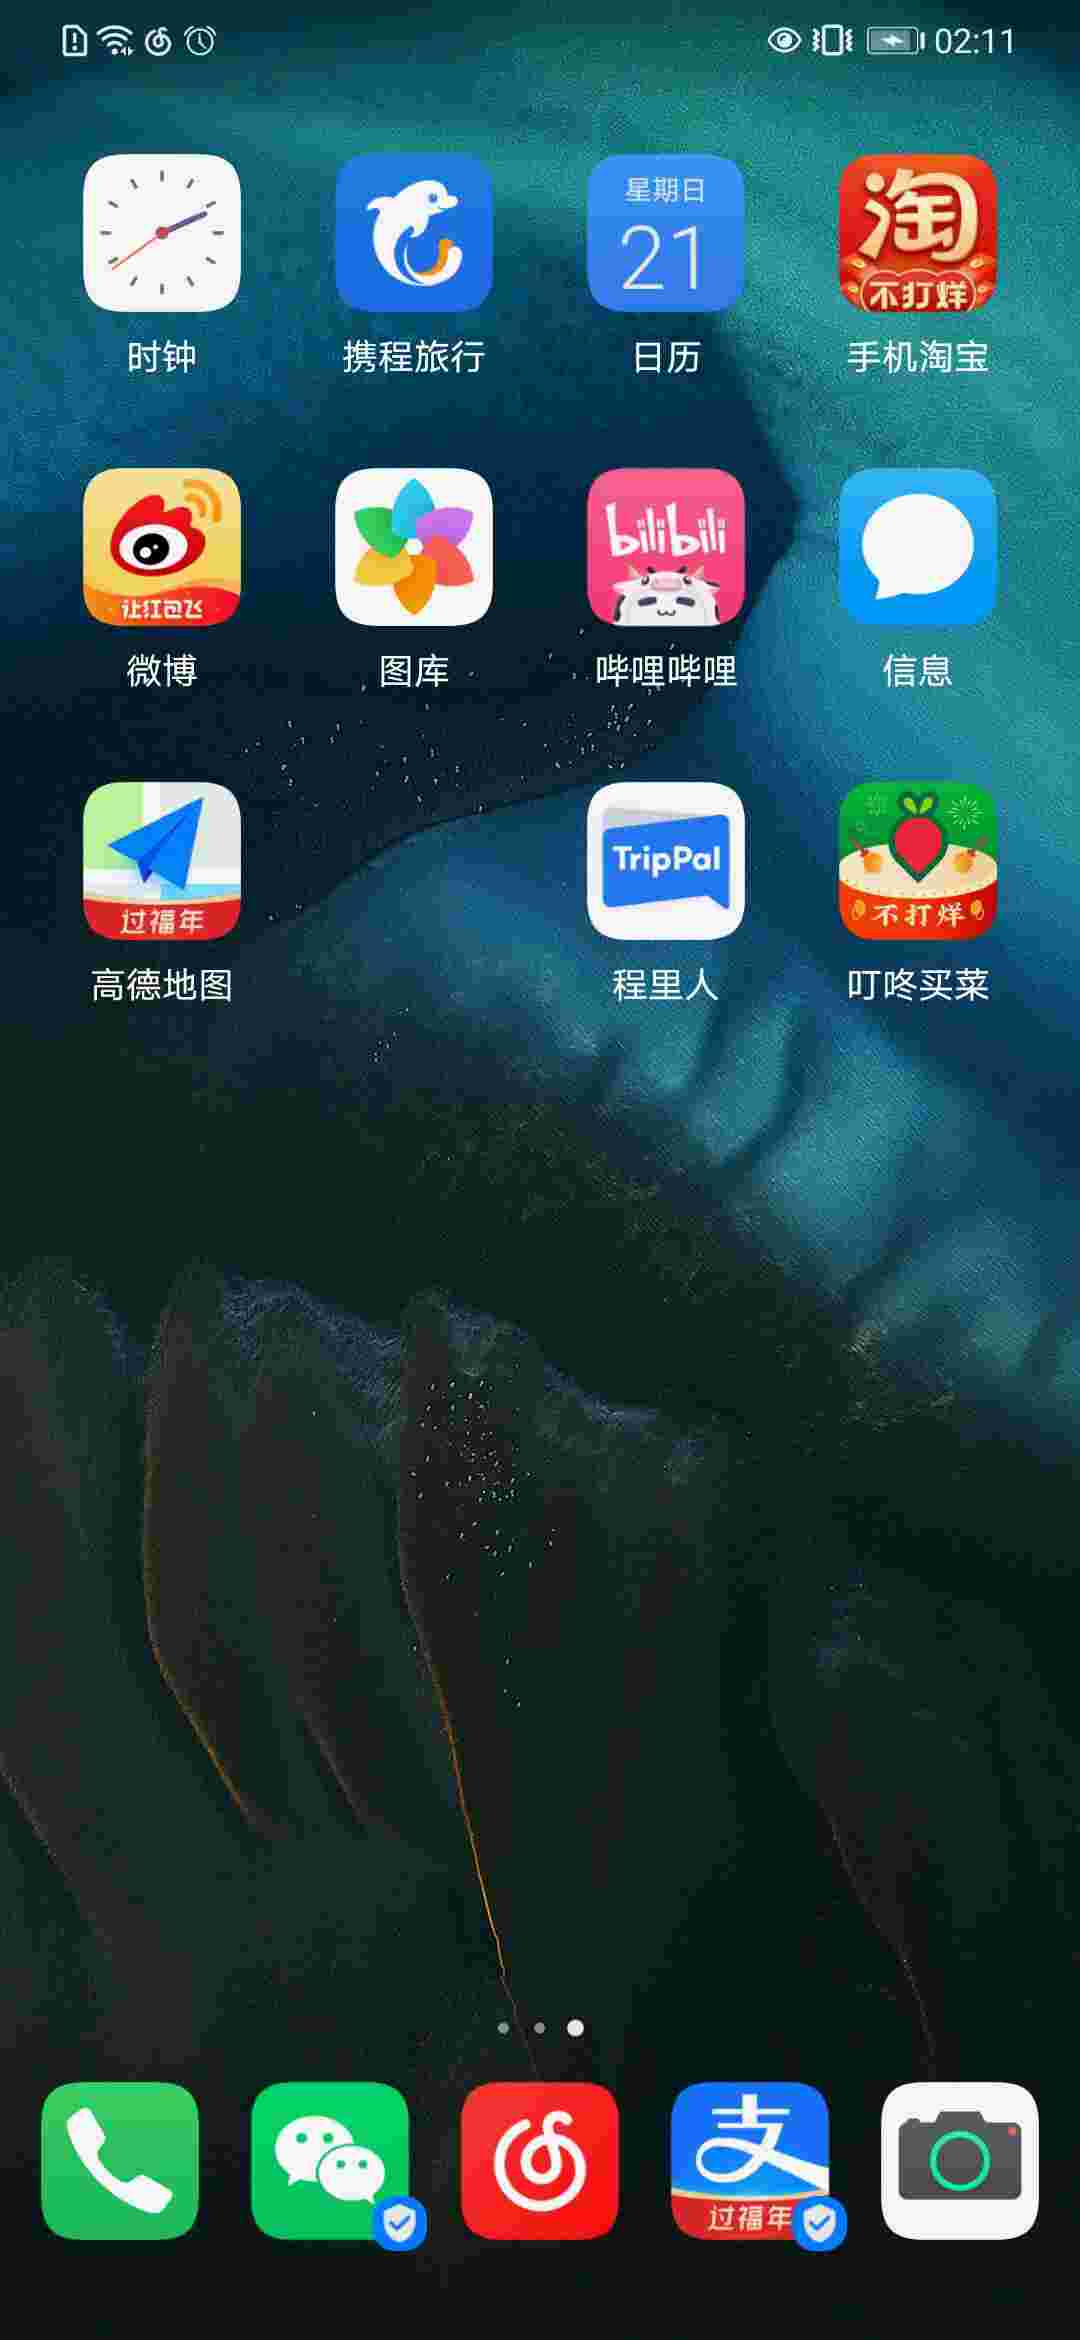 02:11
星期日
21
淘
不打烊
时钟
携程旅行
日历
手机淘宝
让红包飞
bilibili
微博
图库
哔哩哔哩
信息
过福年
TripPal
不打烊
高德地图
程里人
叮咚买菜
支
过福年